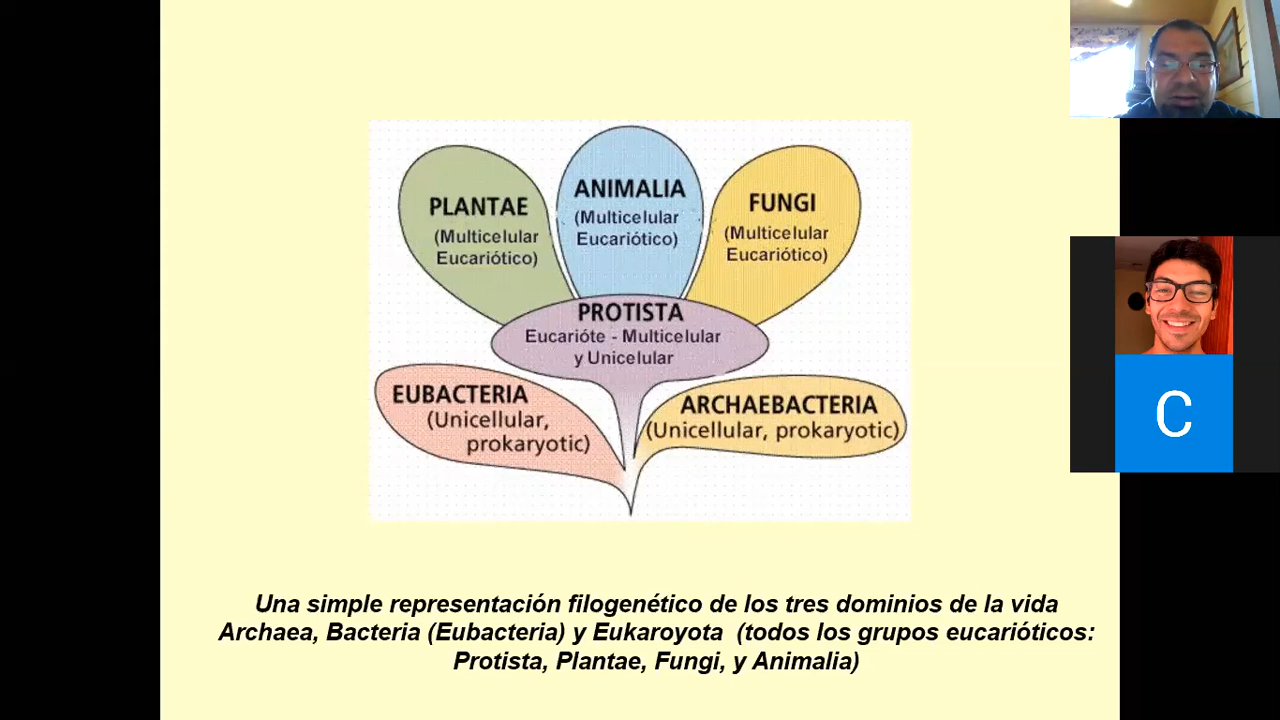 PLANTAE
(Multicelular
Eucariótico)
ANIMALIA
(Multicelular
Eucariótico)
FUNGI
(Multicelular
Eucariótico)
PROTISTA
Eucarióte - Multicelular
y Unicelular
EUBACTERIA
(Unicellular,
prokaryotic)
ARCHAEBACTERIA
(Unicellular, prokaryotic)
C
Una simple representación filogenético de los tres dominios de la vida
Archaea, Bacteria (Eubacteria) y Eukaroyota (todos los grupos eucarióticos:
Protista, Plantae, Fungi, y Animalia)